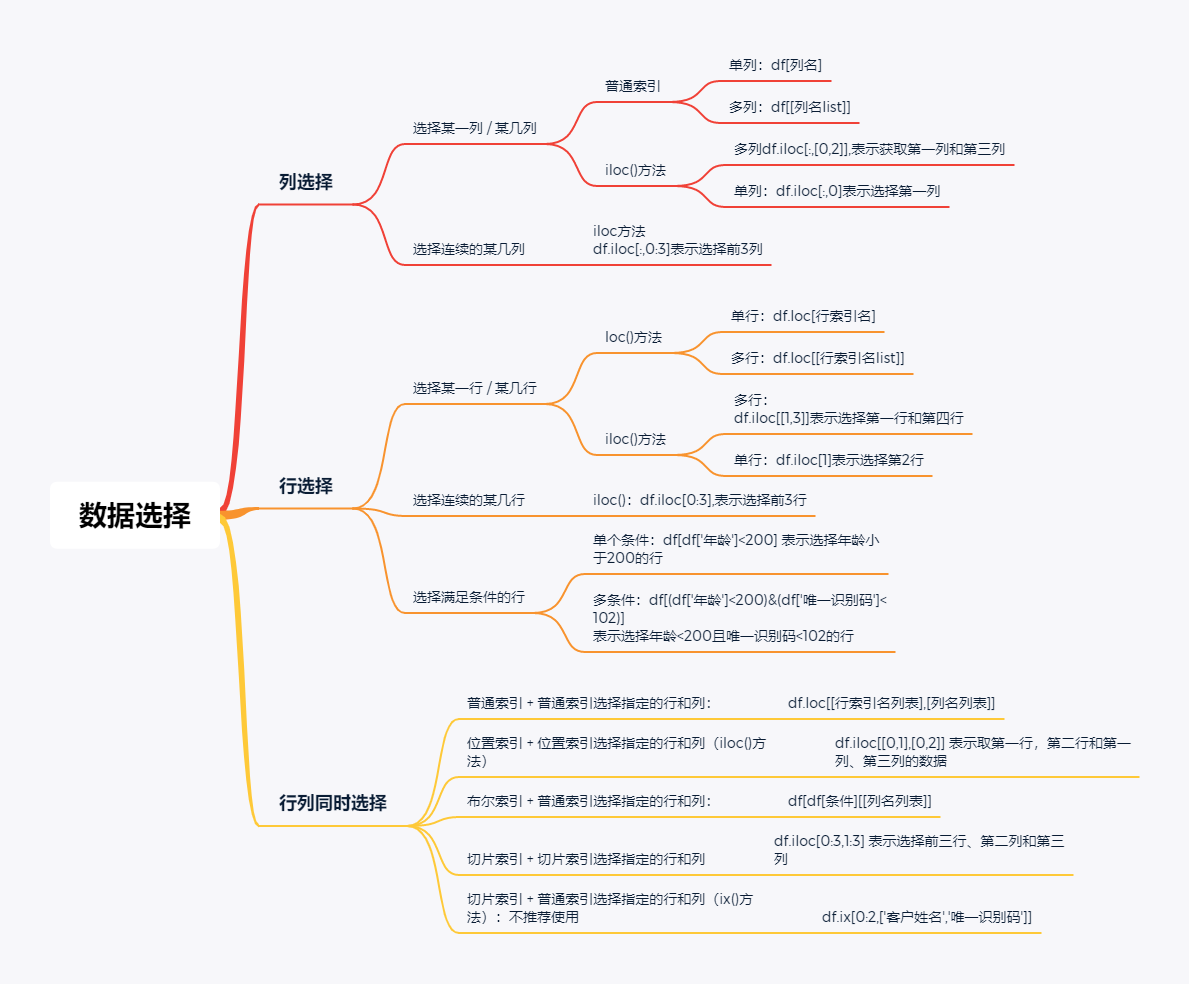 数据选择
列选择
选择某一列 / 某几列
普通索引
单列：df[列名]
多列：df[[列名list]]
iloc()方法
多列df.iloc[:,[0,2]],表示获取第一列和第三列
单列：df.iloc[:,0]表示选择第一列
选择连续的某几列
iloc方法
df.iloc[:,0:3]表示选择前3列
行选择
选择某一行 / 某几行
loc()方法
单行：df.loc[行索引名]
多行：df.loc[[行索引名list]]
iloc()方法
多行：
df.iloc[[1,3]]表示选择第一行和第四行
单行：df.iloc[1]表示选择第2行
选择连续的某几行
iloc()：df.iloc[0:3],表示选择前3行
选择满足条件的行
单个条件：df[df['年龄']<200] 表示选择年龄小
于200的行
多条件：df[(df['年龄']<200)&(df['唯一识别码']<
102)]
表示选择年龄<200且唯一识别码<102的行
行列同时选择
普通索引 + 普通索引选择指定的行和列：
df.loc[[行索引名列表],[列名列表]]
位置索引 + 位置索引选择指定的行和列（iloc()方
法）
df.iloc[[0,1],[0,2]] 表示取第一行，第二行和第一
列、第三列的数据
布尔索引 + 普通索引选择指定的行和列：
df[df[条件][[列名列表]]
切片索引 + 切片索引选择指定的行和列
df.iloc[0:3,1:3] 表示选择前三行、第二列和第三
列
切片索引 + 普通索引选择指定的行和列（ix()方
法）：不推荐使用
df.ix[0:2,['客户姓名','唯一识别码']]